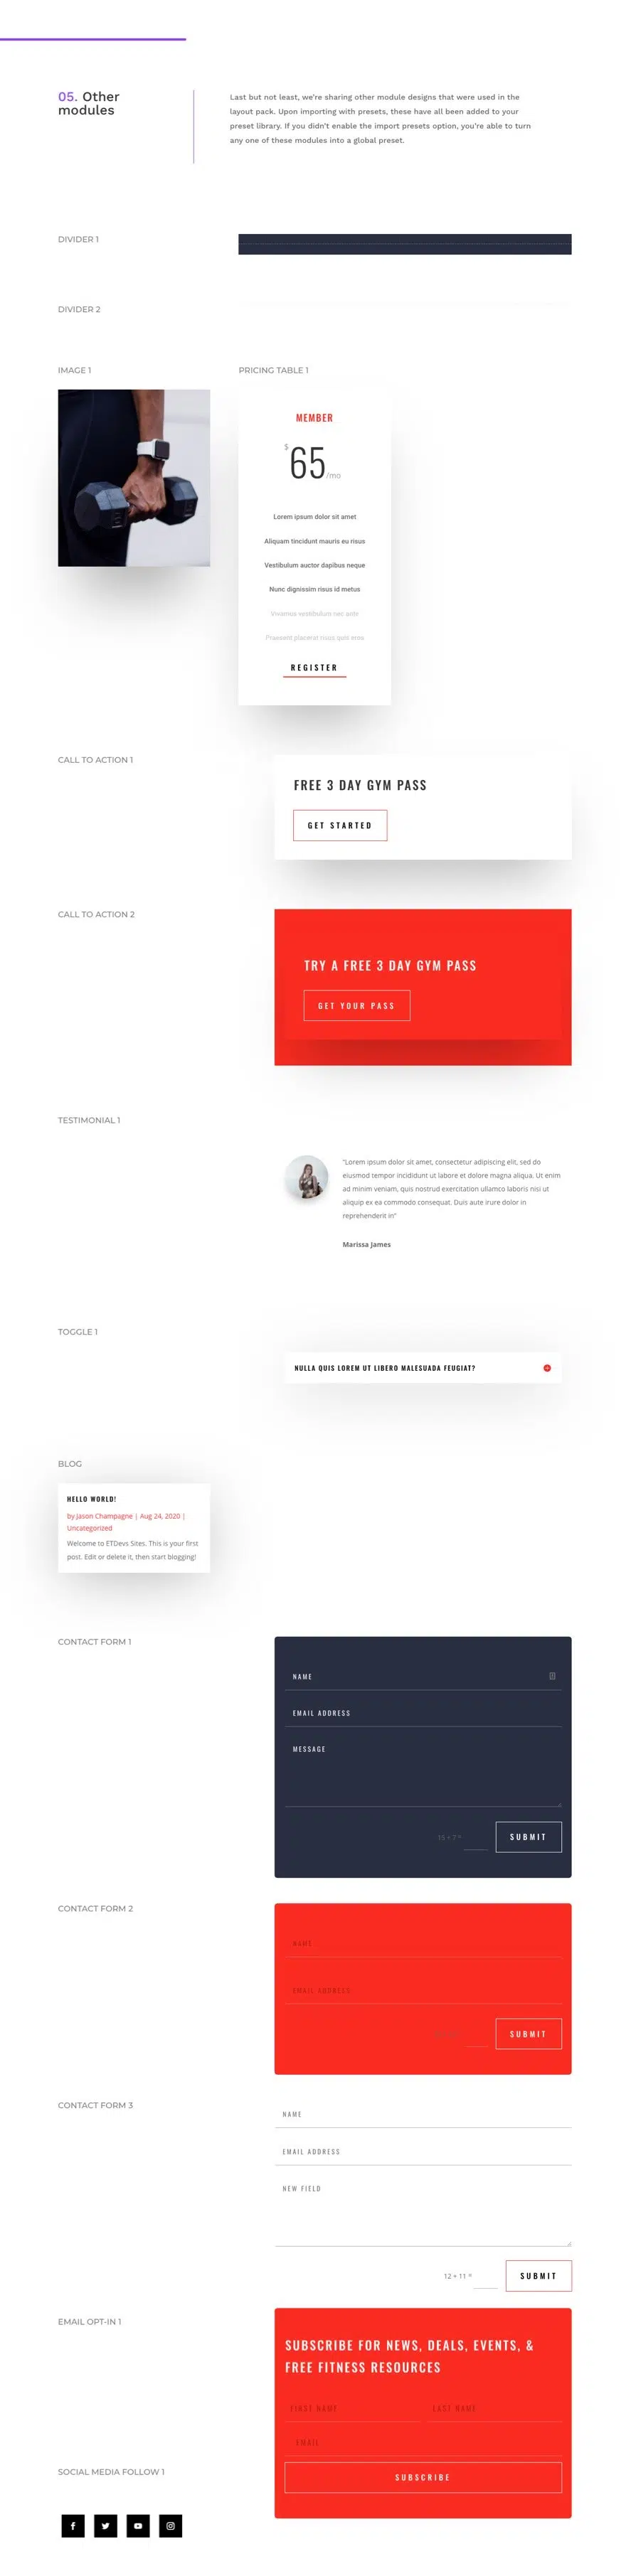 05. Other
modules
Last but not least, we're sharing other module designs that were used in the
layout pack. Upon importing with presets, these have all been added to your
preset library. If you didn't enable the import presets option, you're able to turn
any one of these modules into a global preset.
DIVIDER 1
DIVIDER 2
IMAGE 1
PRICING TABLE 1
MEMBER
$65/mo
Lorem ipsum dolor sit amet
Aliquam tincidunt mauris eu risus
Vestibulum auctor dapibus neque
Nunc dignissim risus id metus
Vivamus vestibulum nec ante
Praesent placerat risus quis eros
REGISTER
CALL TO ACTION 1
FREE 3 DAY GYM PASS
GET STARTED
CALL TO ACTION 2
TRY A FREE 3 DAY GYM PASS
GET YOUR PASS
TESTIMONIAL 1
"Lorem ipsum dolor sit amet, consectetur adipiscing elit, sed do
eiusmod tempor incididunt ut labore et dolore magna aliqua. Ut enim
ad minim veniam, quis nostrud exercitation ullamco laboris nisi ut
aliquip ex ea commodo consequat. Duis aute irure dolor in
reprehenderit in"
Marissa James
TOGGLE 1
NULLA QUIS LOREM UT LIBERO MALESUADA FEUGIAT?
BLOG
HELLO WORLD!
by Jason Champagne | Aug 24, 2020 |
Uncategorized
Welcome to ETDevs Sites. This is your first
post. Edit or delete it, then start blogging!
CONTACT FORM 1
NAME
EMAIL ADDRESS
MESSAGE
15 + 7 =
SUBMIT
CONTACT FORM 2
NAME
EMAIL ADDRESS
SUBMIT
CONTACT FORM 3
NAME
EMAIL ADDRESS
NEW FIELD
12 + 11 =
SUBMIT
EMAIL OPT-IN 1
SUBSCRIBE FOR NEWS, DEALS, EVENTS, &
FREE FITNESS RESOURCES
FIRST NAME
LAST NAME
EMAIL
SUBSCRIBE
SOCIAL MEDIA FOLLOW 1